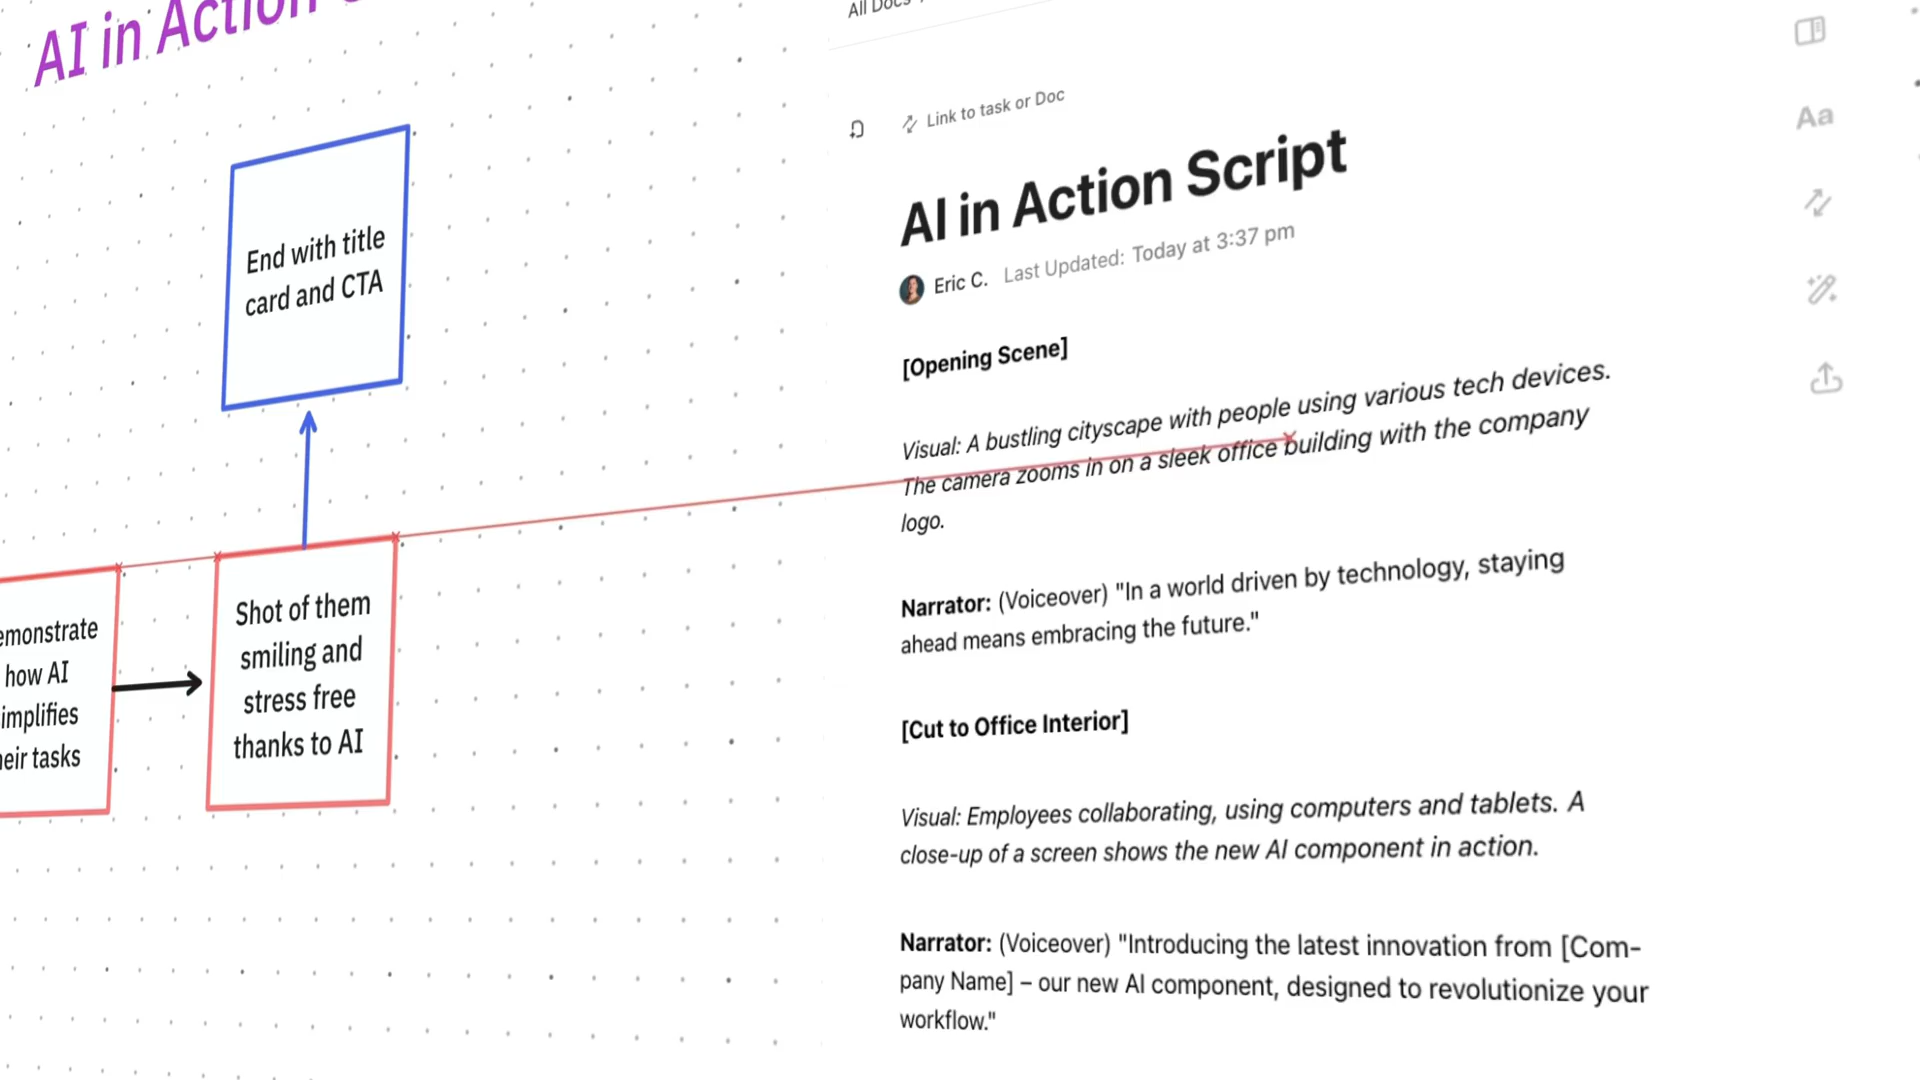 AI in Action
End with title
card and CTA
how AI
tasks
Shot of them
smiling and
stress free
thanks to AI
All Docs
Link to task or Doc
AI in Action Script
Eric C. Last Updated: Today at 3:37 pm
[Opening Scene]
Visual: A bustling cityscape with people using various tech devices.
The camera zooms in on a sleek office building with the company
logo.
Narrator: (Voiceover) "In a world driven by technology, staying
ahead means embracing the future."
[Cut to Office Interior]
Visual: Employees collaborating, using computers and tablets. A
close-up of a screen shows the new AI component in action.
Narrator: (Voiceover) "Introducing the latest innovation from [Com-
pany Name] – our new AI component, designed to revolutionize your
workflow."
Aa